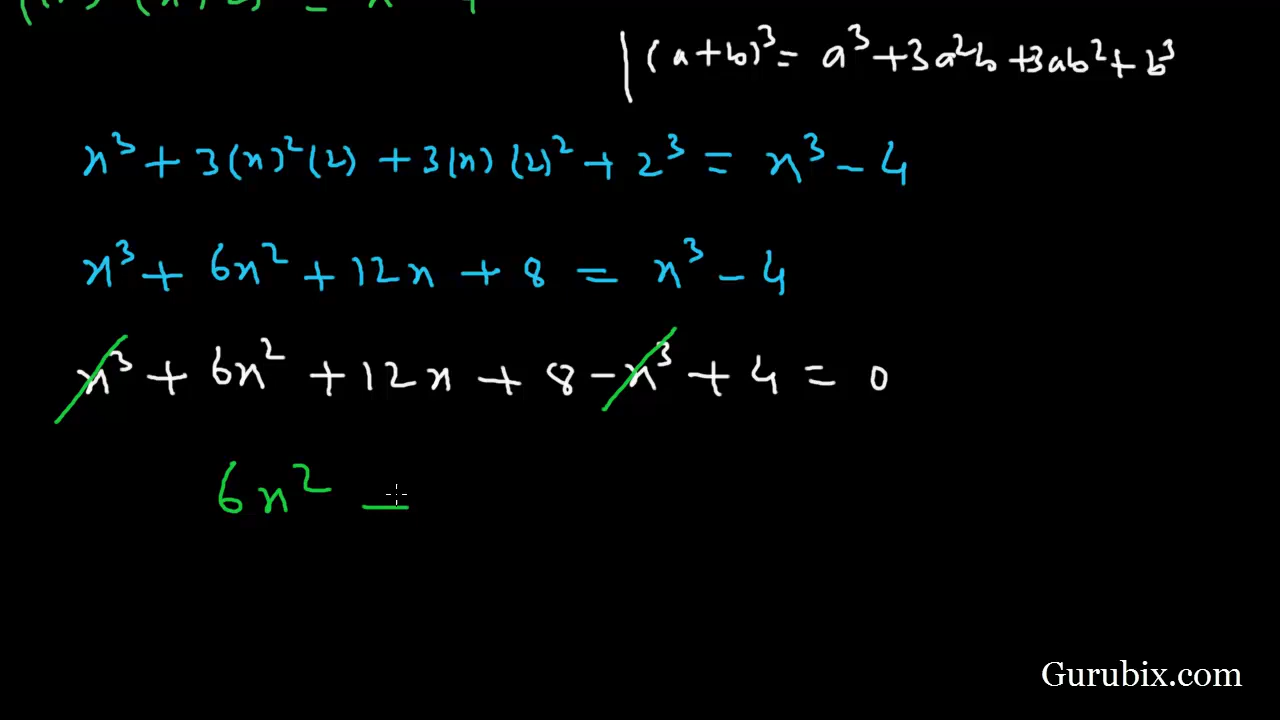 (a+b)³ = a³ + 3a²b + 3ab² + b³
x³ + 3(x)²(2) + 3(x)(2)² + 2³ = x³ - 4
x³ + 6x² + 12x + 8 = x³ - 4
x³ + 6x² + 12x + 8 - x³ + 4 = 0
6x² -
Gurubix.com